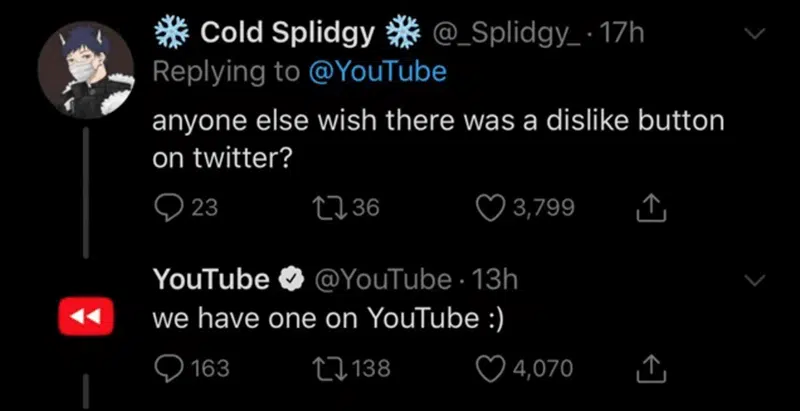 ❄ Cold Splidgy ❄ @_Splidgy_ · 17h
Replying to @YouTube
anyone else wish there was a dislike button
on twitter?
23 36 3,799
YouTube @YouTube · 13h
we have one on YouTube :)
163 138 4,070